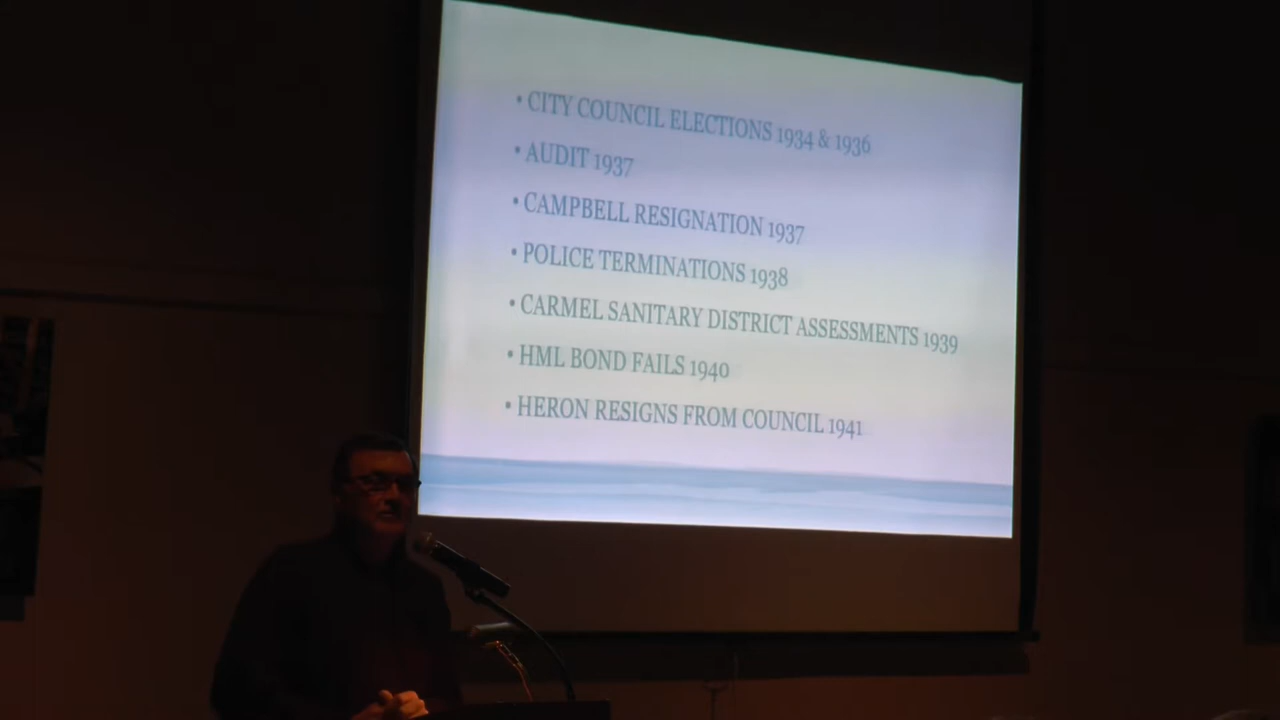 • CITY COUNCIL ELECTIONS 1934 & 1936
• AUDIT 1937
• CAMPBELL RESIGNATION 1937
• POLICE TERMINATIONS 1938
• CARMEL SANITARY DISTRICT ASSESSMENTS 1939
• HML BOND FAILS 1940
• HERON RESIGNS FROM COUNCIL 1941